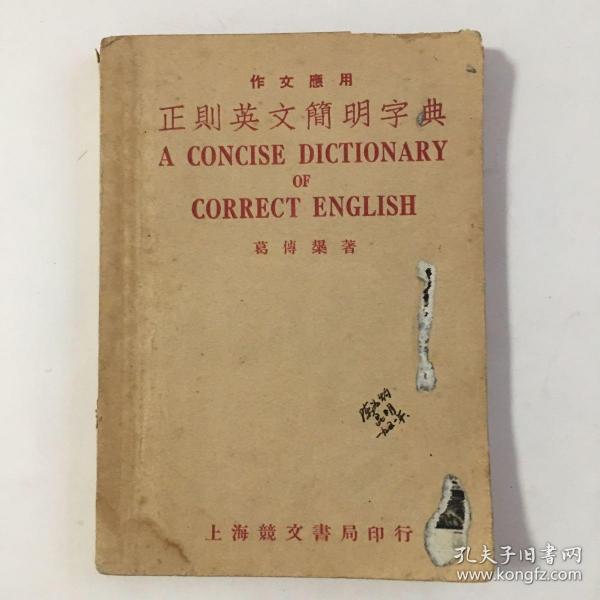 作文應用
正則英文簡明字典
A CONCISE DICTIONARY
OF
CORRECT ENGLISH
葛傳槼著
昆明
上海競文書局印行
孔夫子旧书网
www.kongfz.com